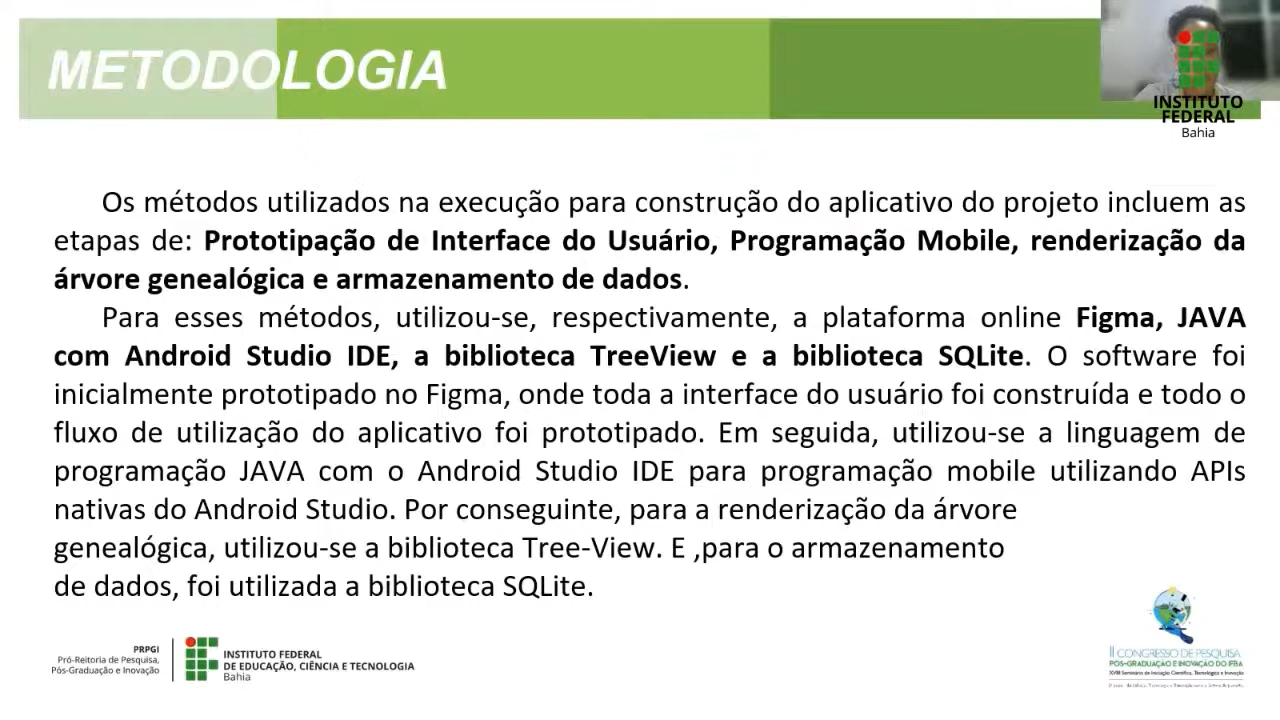 METODOLOGIA
INSTITUTO
FEDERAL
Bahia
Os métodos utilizados na execução para construção do aplicativo do projeto incluem as
etapas de: Prototipação de Interface do Usuário, Programação Mobile, renderização da
árvore genealógica e armazenamento de dados.
Para esses métodos, utilizou-se, respectivamente, a plataforma online Figma, JAVA
com Android Studio IDE, a biblioteca TreeView e a biblioteca SQLite. O software foi
inicialmente prototipado no Figma, onde toda a interface do usuário foi construída e todo o
fluxo de utilização do aplicativo foi prototipado. Em seguida, utilizou-se a linguagem de
programação JAVA com o Android Studio IDE para programação mobile utilizando APIs
nativas do Android Studio. Por conseguinte, para a renderização da árvore
genealógica, utilizou-se a biblioteca Tree-View. E ,para o armazenamento
de dados, foi utilizada a biblioteca SQLite.
PRPGI
Pró-Reitoria de Pesquisa,
Pós-Graduação e Inovação
INSTITUTO FEDERAL
DE EDUCAÇÃO, CIÊNCIA E TECNOLOGIA
Bahia
II CONGRESSO DE PESQUISA
PÓS-GRADUAÇÃO E INOVAÇÃO DO IFBA
XVIII Seminário de Iniciação Científica, Tecnológica e Inovação